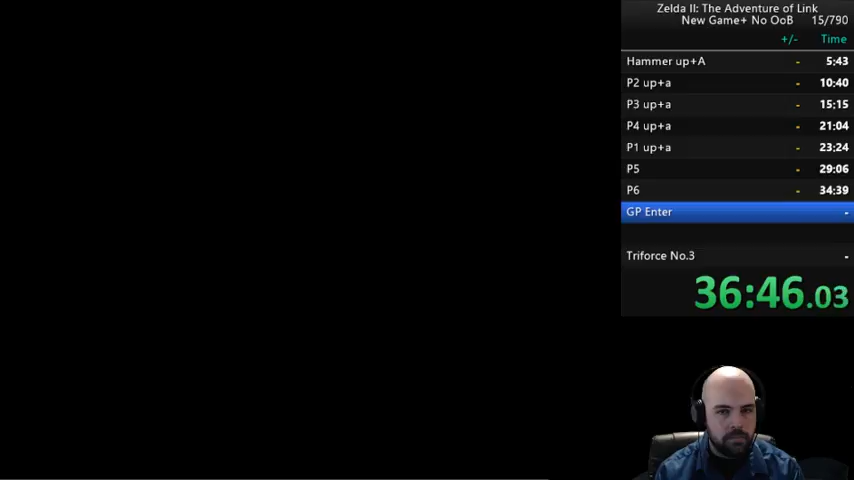 Zelda II: The Adventure of Link
New Game+ No OoB 15/790
+/- Time
Hammer up+A - 5:43
P2 up+a - 10:40
P3 up+a - 15:15
P4 up+a - 21:04
P1 up+a - 23:24
P5 - 29:06
P6 - 34:39
GP Enter -
Triforce No.3 -
36:46.03